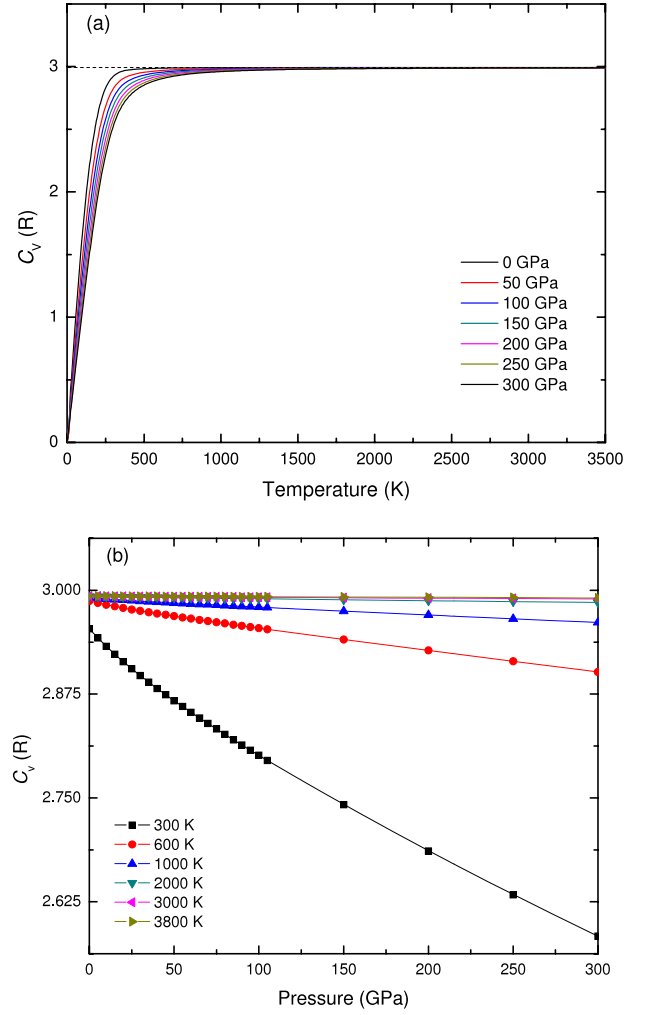 (a)
3
2
1
0
C_v (R)
0 GPa
50 GPa
100 GPa
150 GPa
200 GPa
250 GPa
300 GPa
0 500 1000 1500 2000 2500 3000 3500
Temperature (K)
(b)
3.000
2.875
2.750
2.625
C_v (R)
300 K
600 K
1000 K
2000 K
3000 K
3800 K
0 50 100 150 200 250 300
Pressure (GPa)